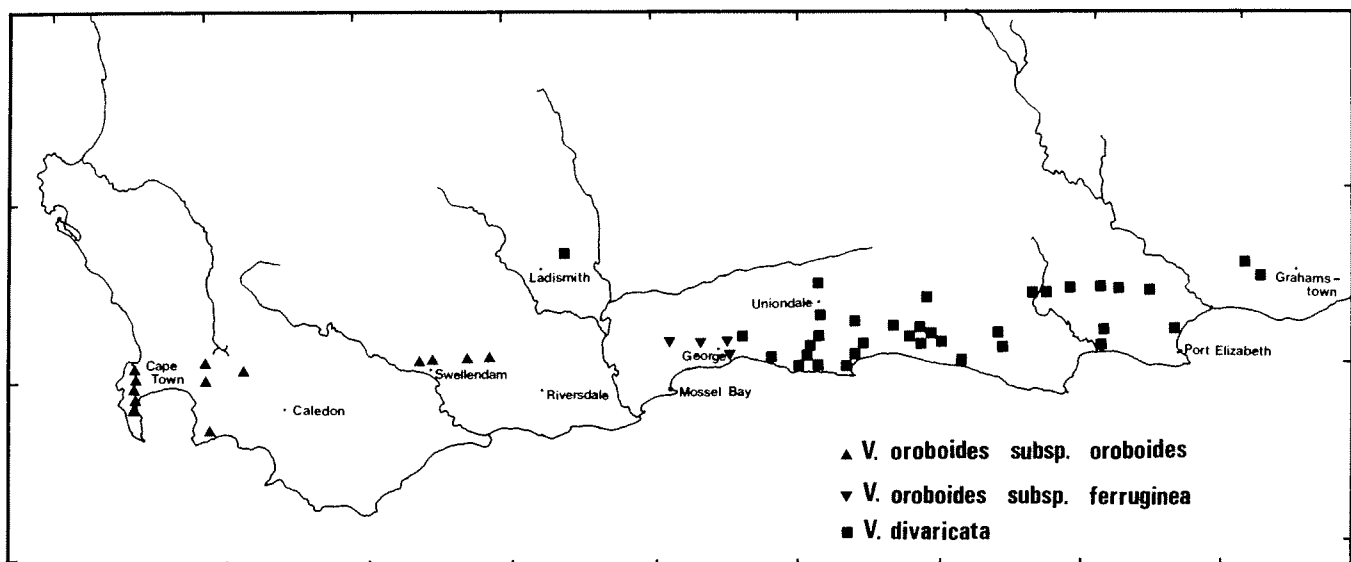 Ladismith
Grahams-
town
Uniondale
George
Port Elizabeth
Cape
Town
Swellendam
Riversdale
Mossel Bay
Caledon
V. oroboides subsp. oroboides
V. oroboides subsp. ferruginea
V. divaricata